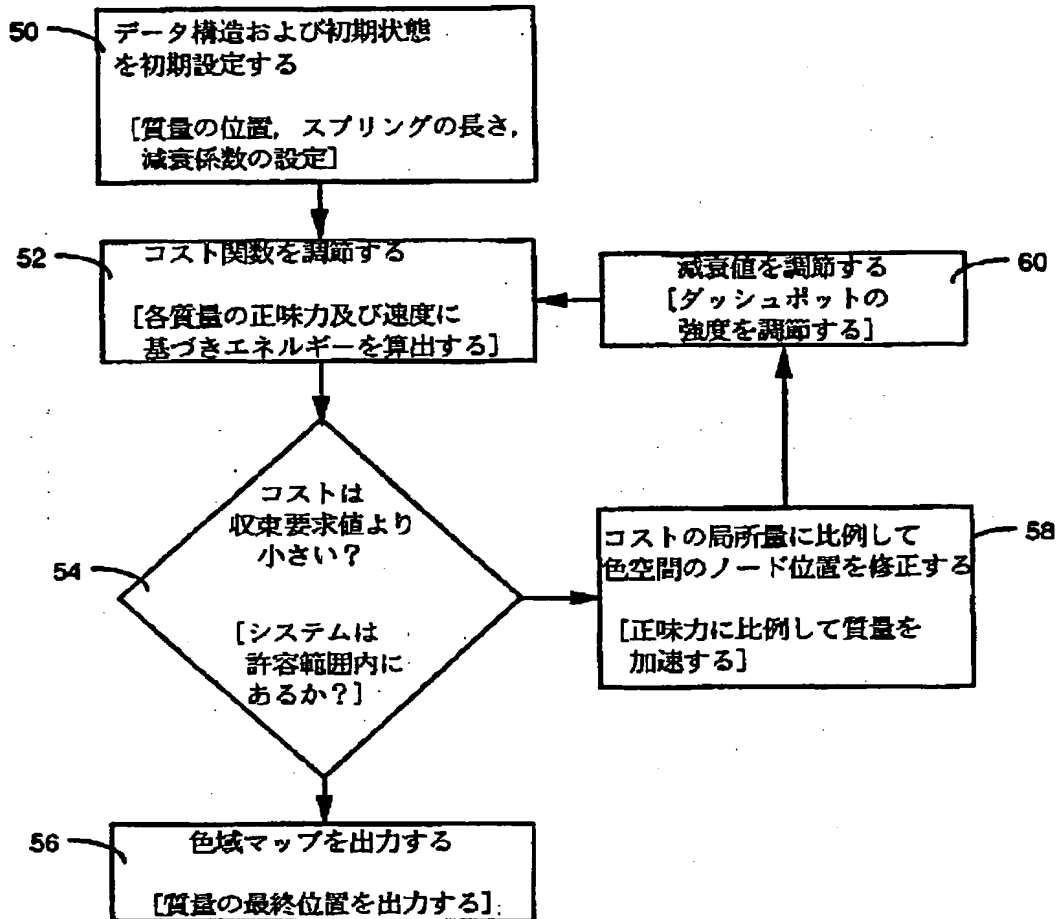 50
データ構造および初期状態
を初期設定する
[質量の位置，スプリングの長さ，
減衰係数の設定]
52
コスト関数を調節する
[各質量の正味力及び速度に
基づきエネルギーを算出する]
減衰値を調節する
[ダッシュポットの
強度を調節する]
60
54
コストは
収束要求値より
小さい？
[システムは
許容範囲内に
あるか？]
コストの局所量に比例して
色空間のノード位置を修正する
[正味力に比例して質量を
加速する]
58
56
色域マップを出力する
[質量の最終位置を出力する]